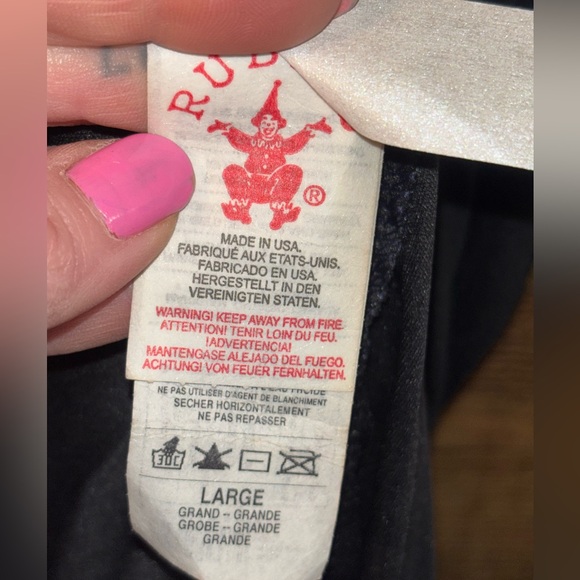 RUB
®
MADE IN USA.
FABRIQUÉ AUX ETATS-UNIS.
FABRICADO EN USA.
HERGESTELLT IN DEN
VEREINIGTEN STATEN.
WARNING! KEEP AWAY FROM FIRE
ATTENTION! TENIR LOIN DU FEU.
!ADVERTENCIA!
MANTENGASE ALEJADO DEL FUEGO.
ACHTUNG! VON FEUER FERNHALTEN.
NE PAS UTILISER D'AGENT DE BLANCHIMENT
SECHER HORIZONTALEMENT
NE PAS REPASSER
30C
LARGE
GRAND -- GRANDE
GROBE -- GRANDE
GRANDE